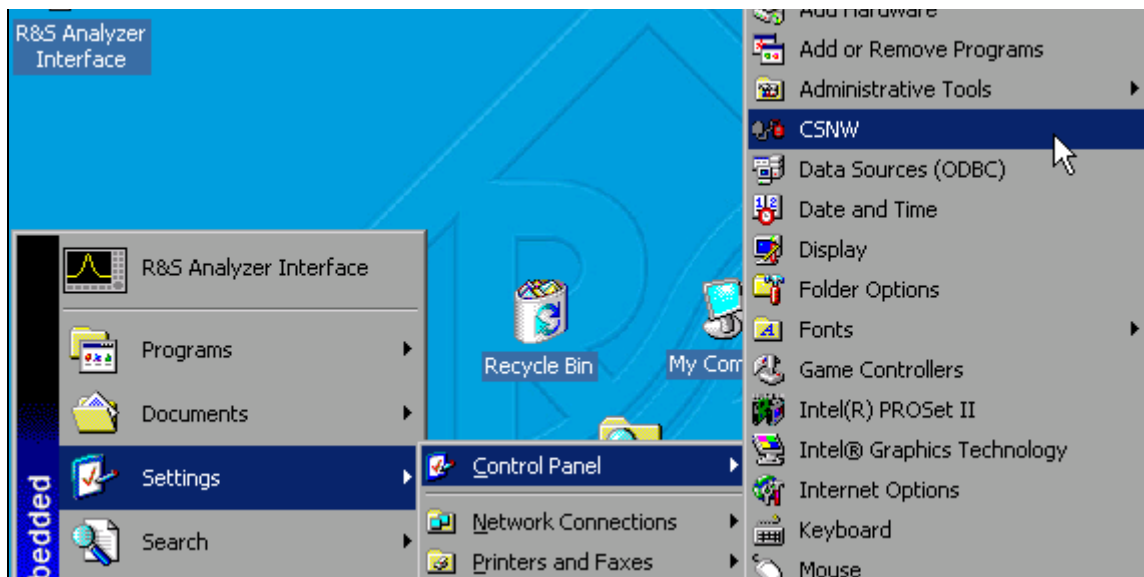 R&S Analyzer
Interface
R&S Analyzer Interface
Programs
Documents
Settings
Search
bedded
Recycle Bin
My Com
Control Panel
Network Connections
Printers and Faxes
Add Hardware
Add or Remove Programs
Administrative Tools
CSNW
Data Sources (ODBC)
Date and Time
Display
Folder Options
Fonts
Game Controllers
Intel(R) PROSet II
Intel® Graphics Technology
Internet Options
Keyboard
Mouse